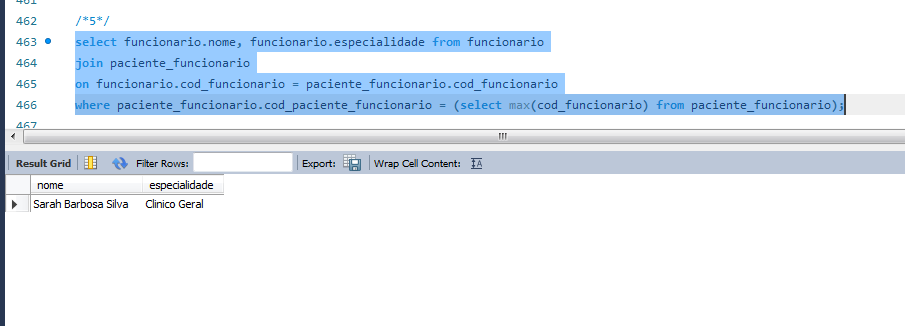 461
462 /*5*/
463 select funcionario.nome, funcionario.especialidade from funcionario
464 join paciente_funcionario
465 on funcionario.cod_funcionario = paciente_funcionario.cod_funcionario
466 where paciente_funcionario.cod_paciente_funcionario = (select max(cod_funcionario) from paciente_funcionario);
467
Result Grid Filter Rows: Export: Wrap Cell Content:
nome especialidade
Sarah Barbosa Silva Clinico Geral